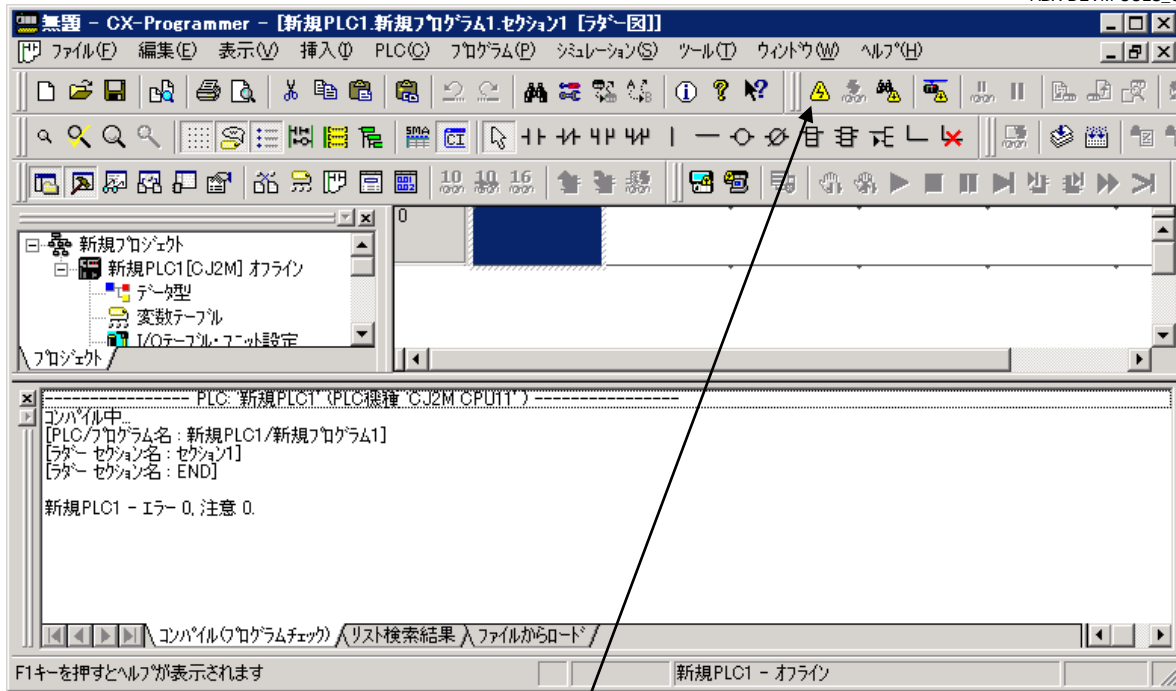 無題 - CX-Programmer - [新規PLC1.新規プログラム1.セクション1 [ラダー図]]
ファイル(F) 編集(E) 表示(V) 挿入(I) PLC(C) プログラム(P) シミュレーション(S) ツール(T) ウィンドウ(W) ヘルプ(H)
SMA
CI
10 10 16
新規プロジェクト
新規PLC1[CJ2M] オフライン
データ型
変数テーブル
I/Oテーブル・ユニット設定
プロジェクト
0
---------------- PLC: '新規PLC1' (PLC機種 'CJ2M CPU11') ----------------
コンパイル中...
[PLC/プログラム名 : 新規PLC1/新規プログラム1]
[ラダー セクション名 : セクション1]
[ラダー セクション名 : END]
新規PLC1 - エラー 0, 注意 0.
コンパイル(プログラムチェック) リスト検索結果 ファイルからロード
F1キーを押すとヘルプが表示されます 新規PLC1 - オフライン